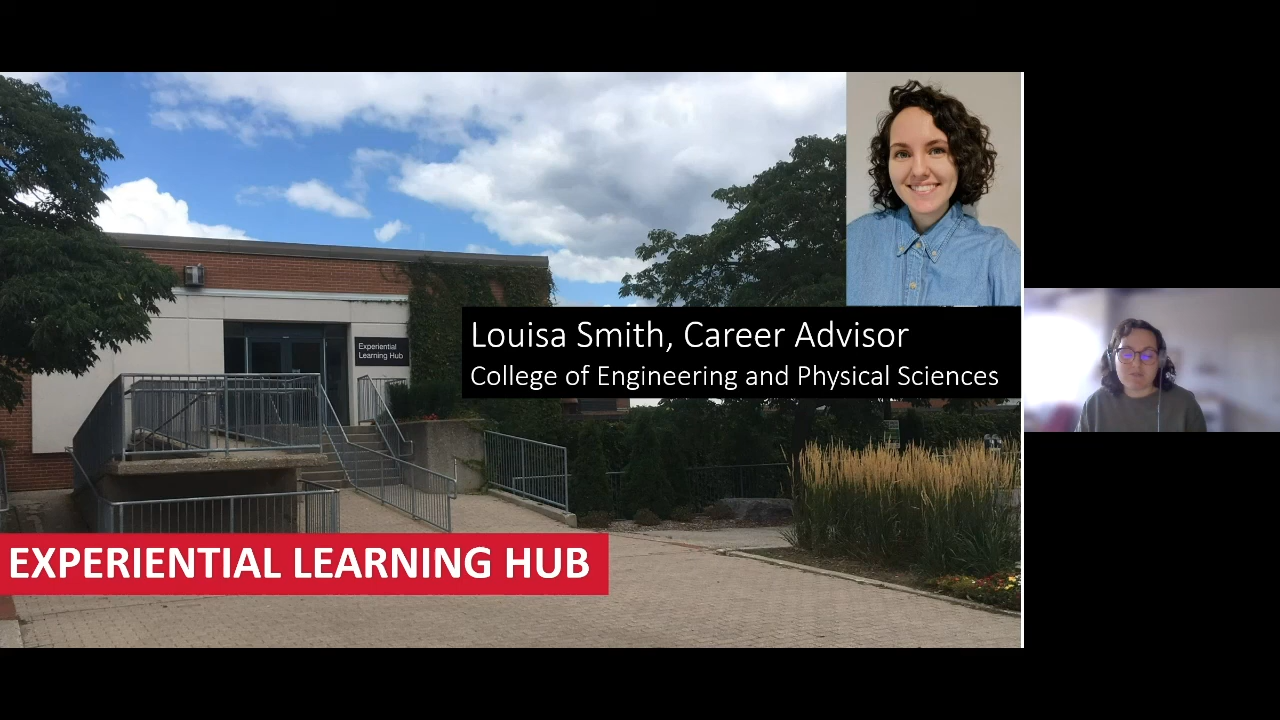 Louisa Smith, Career Advisor
College of Engineering and Physical Sciences
Experiential
Learning Hub
EXPERIENTIAL LEARNING HUB